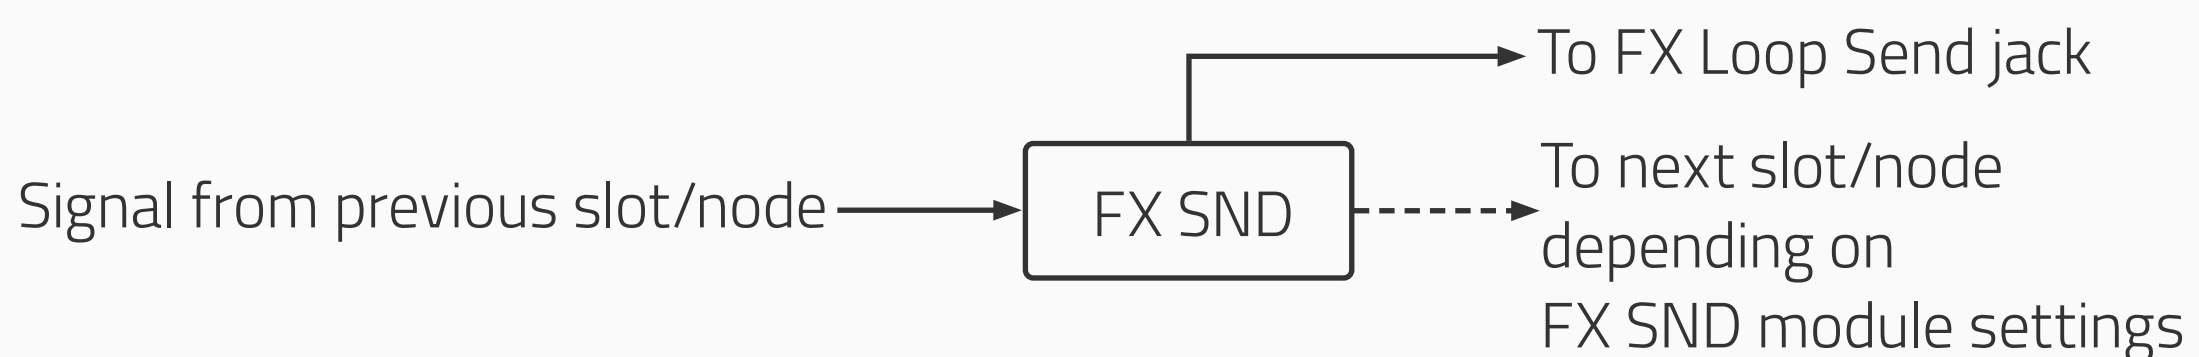 To FX Loop Send jack
Signal from previous slot/node
FX SND
To next slot/node
depending on
FX SND module settings